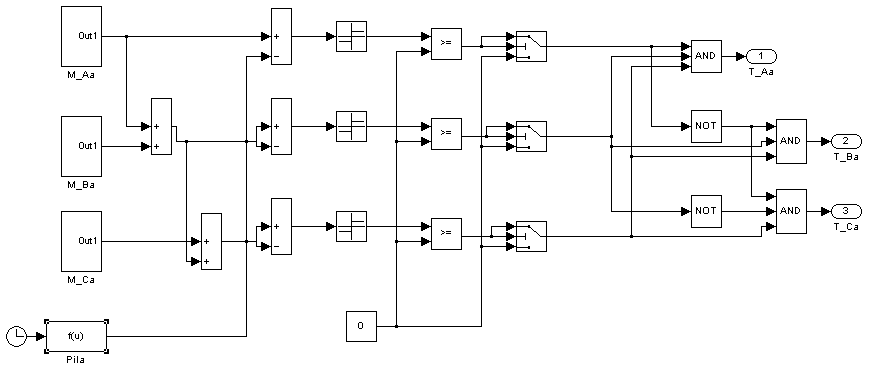 Out1
M_Aa
+
−
>=
AND
1
T_Aa
Out1
M_Ba
+
+
+
−
>=
NOT
AND
2
T_Ba
Out1
M_Ca
+
+
+
−
>=
NOT
AND
3
T_Ca
f(u)
Pila
0